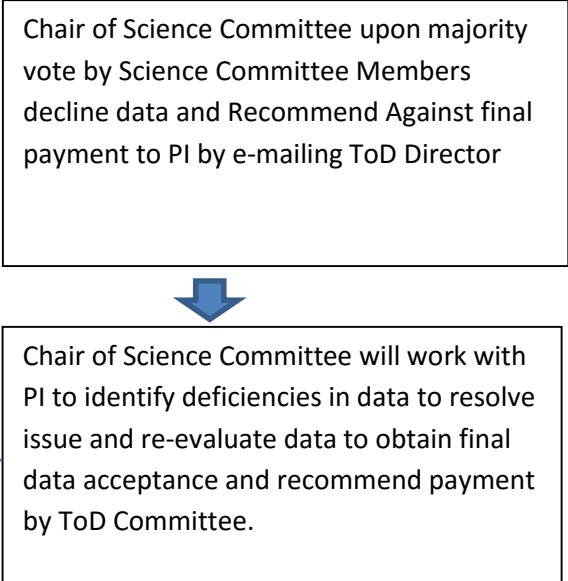 Chair of Science Committee upon majority
vote by Science Committee Members
decline data and Recommend Against final
payment to PI by e-mailing ToD Director
Chair of Science Committee will work with
PI to identify deficiencies in data to resolve
issue and re-evaluate data to obtain final
data acceptance and recommend payment
by ToD Committee.